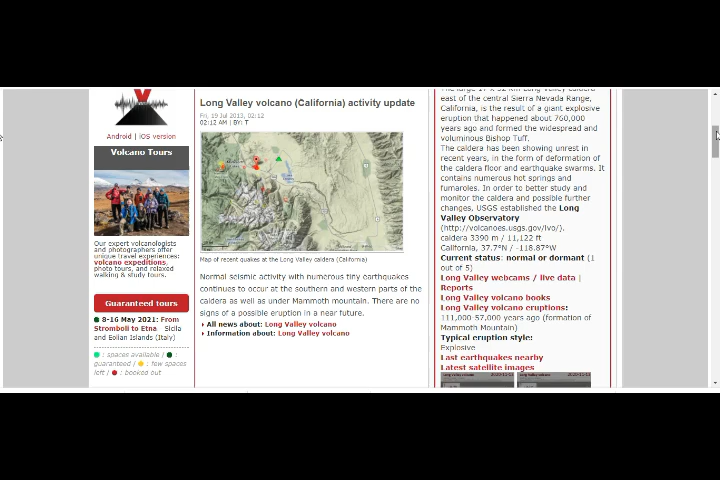 Android | iOS version
Volcano Tours
Our expert volcanologists
and photographers offer
unique travel experiences:
volcano expeditions,
photo tours, and relaxed
walking & study tours.
Guaranteed tours
8-16 May 2021: From
Stromboli to Etna - Sicila
and Eolian Islands (Italy)
: spaces available / :
guaranteed / : few spaces
left / : booked out
Long Valley volcano (California) activity update
Fri, 19 Jul 2013, 02:12
02:12 AM | BY: T
Map of recent quakes at the Long Valley caldera (California)
Normal seismic activity with numerous tiny earthquakes
continues to occur at the southern and western parts of the
caldera as well as under Mammoth mountain. There are no
signs of a possible eruption in a near future.
All news about: Long Valley volcano
Information about: Long Valley volcano
The large 17 x 32 km Long Valley caldera
east of the central Sierra Nevada Range,
California, is the result of a giant explosive
eruption that happened about 760,000
years ago and formed the widespread and
voluminous Bishop Tuff.
The caldera has been showing unrest in
recent years, in the form of deformation of
the caldera floor and earthquake swarms. It
contains numerous hot springs and
fumaroles. In order to better study and
monitor the caldera and possible further
changes, USGS established the Long
Valley Observatory
(http://volcanoes.usgs.gov/lvo/).
caldera 3390 m / 11,122 ft
California, 37.7°N / -118.87°W
Current status: normal or dormant (1
out of 5)
Long Valley webcams / live data |
Reports
Long Valley volcano books
Long Valley volcano eruptions:
111,000-57,000 years ago (formation of
Mammoth Mountain)
Typical eruption style:
Explosive
Last earthquakes nearby
Latest satellite images